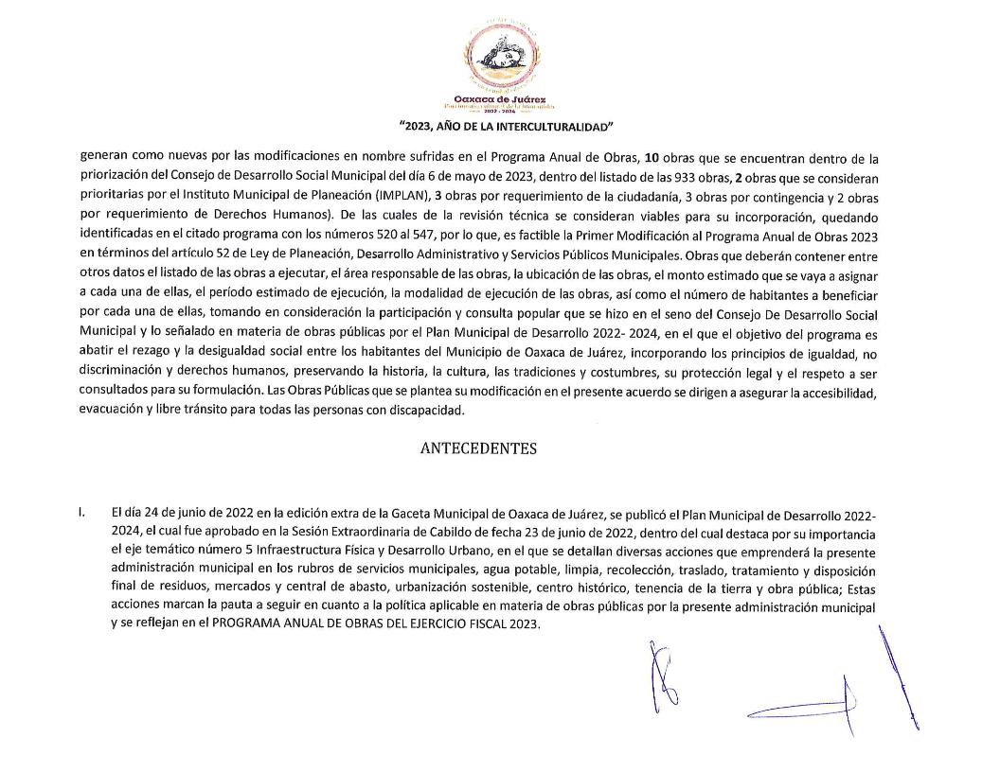 Oaxaca de Juárez
2022 - 2024
"2023, AÑO DE LA INTERCULTURALIDAD"
generan como nuevas por las modificaciones en nombre sufridas en el Programa Anual de Obras, 10 obras que se encuentran dentro de la
priorización del Consejo de Desarrollo Social Municipal del día 6 de mayo de 2023, dentro del listado de las 933 obras, 2 obras que se consideran
prioritarias por el Instituto Municipal de Planeación (IMPLAN), 3 obras por requerimiento de la ciudadanía, 3 obras por contingencia y 2 obras
por requerimiento de Derechos Humanos). De las cuales de la revisión técnica se consideran viables para su incorporación, quedando
identificadas en el citado programa con los números 520 al 547, por lo que, es factible la Primer Modificación al Programa Anual de Obras 2023
en términos del artículo 52 de Ley de Planeación, Desarrollo Administrativo y Servicios Públicos Municipales. Obras que deberán contener entre
otros datos el listado de las obras a ejecutar, el área responsable de las obras, la ubicación de las obras, el monto estimado que se vaya a asignar
a cada una de ellas, el período estimado de ejecución, la modalidad de ejecución de las obras, así como el número de habitantes a beneficiar
por cada una de ellas, tomando en consideración la participación y consulta popular que se hizo en el seno del Consejo De Desarrollo Social
Municipal y lo señalado en materia de obras públicas por el Plan Municipal de Desarrollo 2022- 2024, en el que el objetivo del programa es
abatir el rezago y la desigualdad social entre los habitantes del Municipio de Oaxaca de Juárez, incorporando los principios de igualdad, no
discriminación y derechos humanos, preservando la historia, la cultura, las tradiciones y costumbres, su protección legal y el respeto a ser
consultados para su formulación. Las Obras Públicas que se plantea su modificación en el presente acuerdo se dirigen a asegurar la accesibilidad,
evacuación y libre tránsito para todas las personas con discapacidad.
ANTECEDENTES
I. El día 24 de junio de 2022 en la edición extra de la Gaceta Municipal de Oaxaca de Juárez, se publicó el Plan Municipal de Desarrollo 2022-
2024, el cual fue aprobado en la Sesión Extraordinaria de Cabildo de fecha 23 de junio de 2022, dentro del cual destaca por su importancia
el eje temático número 5 Infraestructura Física y Desarrollo Urbano, en el que se detallan diversas acciones que emprenderá la presente
administración municipal en los rubros de servicios municipales, agua potable, limpia, recolección, traslado, tratamiento y disposición
final de residuos, mercados y central de abasto, urbanización sostenible, centro histórico, tenencia de la tierra y obra pública; Estas
acciones marcan la pauta a seguir en cuanto a la política aplicable en materia de obras públicas por la presente administración municipal
y se reflejan en el PROGRAMA ANUAL DE OBRAS DEL EJERCICIO FISCAL 2023.